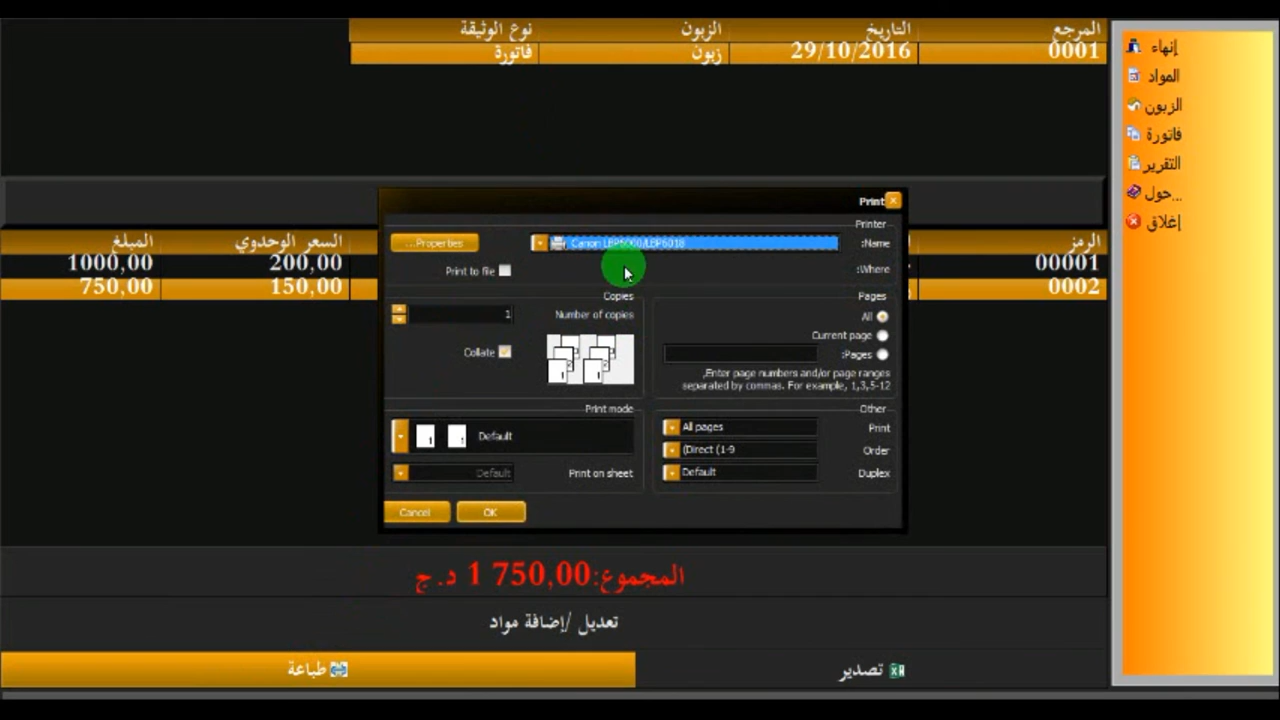 المرجع التاريخ الزبون نوع الوثيقة
0001 29/10/2016 زبون فاتورة
إنهاء
المواد
الزبون
فاتورة
التقرير
حول...
إغلاق
الرمز السعر الوحدوي المبلغ
00001 200,00 1000,00
0002 150,00 750,00
Print
Printer
Name: Canon LBP6000/LBP6018 Properties...
Where: Print to file
Pages
All
Current page
Pages:
Enter page numbers and/or page ranges,
separated by commas. For example, 1,3,5-12
Copies
Number of copies 1
Collate
Other
Print All pages
Order (Direct (1-9
Duplex Default
Print mode
Default
Print on sheet Default
OK Cancel
المجموع: 1 750,00 د.ج
تعديل /إضافة مواد
تصدير طباعة